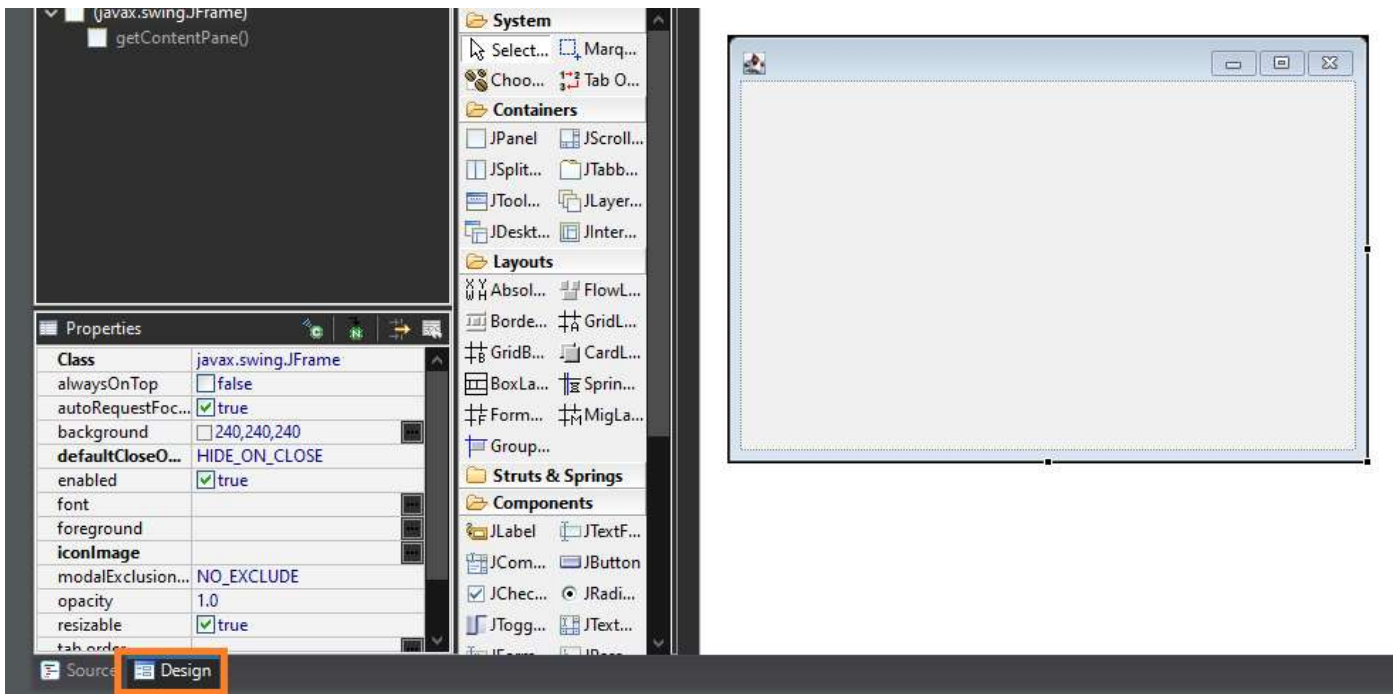 (javax.swing.JFrame)
getContentPane()
Properties
Class javax.swing.JFrame
alwaysOnTop false
autoRequestFoc... true
background 240,240,240
defaultCloseO... HIDE_ON_CLOSE
enabled true
font
foreground
iconImage
modalExclusion... NO_EXCLUDE
opacity 1.0
resizable true
tab order
System
Select... Marq...
Choo... Tab O...
Containers
JPanel JScroll...
JSplit... JTabb...
JTool... JLayer...
JDeskt... JInter...
Layouts
Absol... FlowL...
Borde... GridL...
GridB... CardL...
BoxLa... Sprin...
Form... MigLa...
Group...
Struts & Springs
Components
JLabel JTextF...
JCom... JButton
JChec... JRadi...
JTogg... JText...
Source Design